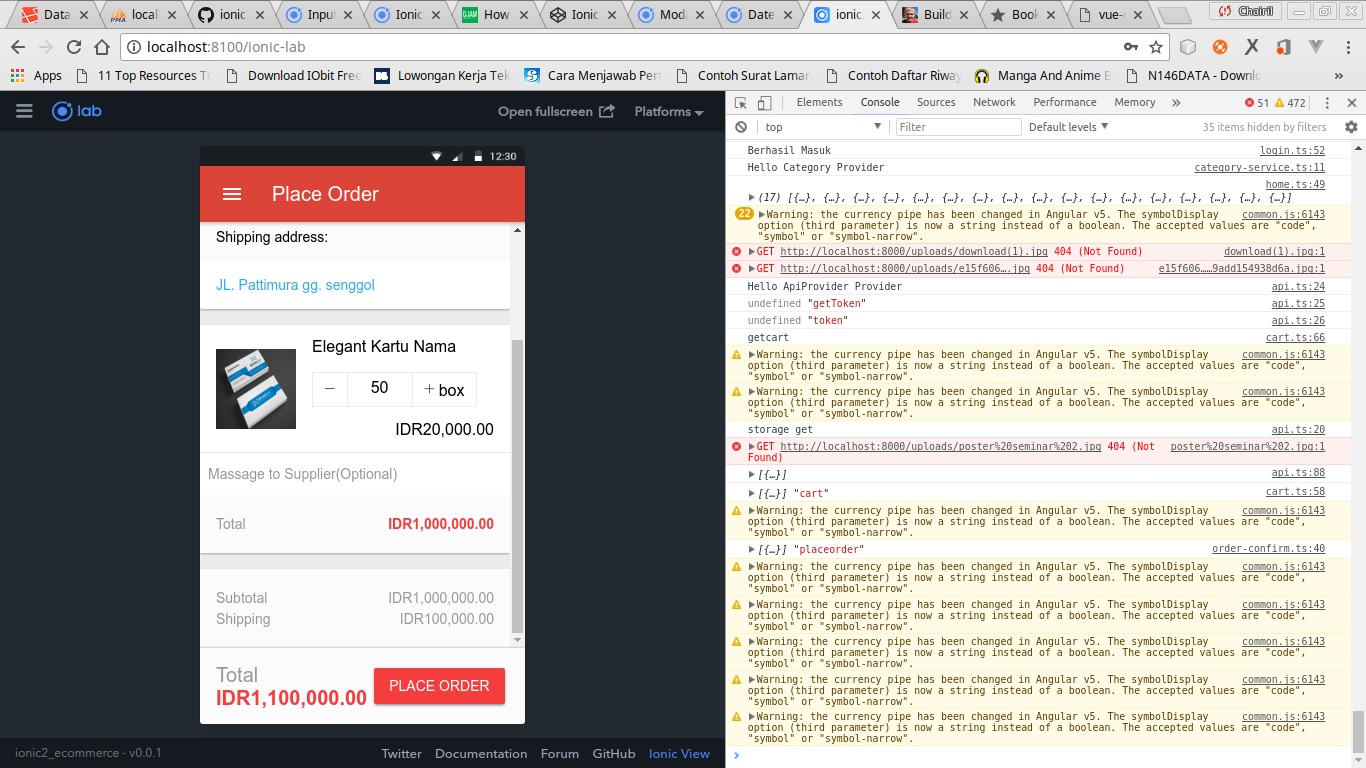 Data
local
ionic
Input
Ionic
How
Ionic
Moda
Date
ionic
Build
Book
vue-
Chairil
localhost:8100/ionic-lab
Apps
11 Top Resources To
Download IObit Free
Lowongan Kerja Tek
Cara Menjawab Pert
Contoh Surat Lamar
Contoh Daftar Riway
Manga And Anime B
N146DATA - Downlo
»
lab
Open fullscreen
Platforms
12:30
Place Order
Shipping address:
JL. Pattimura gg. senggol
Elegant Kartu Nama
− 50 + box
IDR20,000.00
Massage to Supplier(Optional)
Total IDR1,000,000.00
Subtotal IDR1,000,000.00
Shipping IDR100,000.00
Total
IDR1,100,000.00
PLACE ORDER
ionic2_ecommerce - v0.0.1
Twitter Documentation Forum GitHub Ionic View
Elements Console Sources Network Performance Memory » 51 472
top Filter Default levels 35 items hidden by filters
Berhasil Masuk login.ts:52
Hello Category Provider category-service.ts:11
home.ts:49
(17) [{…}, {…}, {…}, {…}, {…}, {…}, {…}, {…}, {…}, {…}, {…}, {…}, {…}, {…}, {…}, {…}, {…}]
22 Warning: the currency pipe has been changed in Angular v5. The symbolDisplay common.js:6143
option (third parameter) is now a string instead of a boolean. The accepted values are "code",
"symbol" or "symbol-narrow".
GET http://localhost:8000/uploads/download(1).jpg 404 (Not Found) download(1).jpg:1
GET http://localhost:8000/uploads/e15f606….jpg 404 (Not Found) e15f606……9add154938d6a.jpg:1
Hello ApiProvider Provider api.ts:24
undefined "getToken" api.ts:25
undefined "token" api.ts:26
getcart cart.ts:66
Warning: the currency pipe has been changed in Angular v5. The symbolDisplay common.js:6143
option (third parameter) is now a string instead of a boolean. The accepted values are "code",
"symbol" or "symbol-narrow".
Warning: the currency pipe has been changed in Angular v5. The symbolDisplay common.js:6143
option (third parameter) is now a string instead of a boolean. The accepted values are "code",
"symbol" or "symbol-narrow".
storage get api.ts:20
GET http://localhost:8000/uploads/poster%20seminar%202.jpg 404 (Not poster%20seminar%202.jpg:1
Found)
[{…}] api.ts:88
[{…}] "cart" cart.ts:58
Warning: the currency pipe has been changed in Angular v5. The symbolDisplay common.js:6143
option (third parameter) is now a string instead of a boolean. The accepted values are "code",
"symbol" or "symbol-narrow".
[{…}] "placeorder" order-confirm.ts:40
Warning: the currency pipe has been changed in Angular v5. The symbolDisplay common.js:6143
option (third parameter) is now a string instead of a boolean. The accepted values are "code",
"symbol" or "symbol-narrow".
Warning: the currency pipe has been changed in Angular v5. The symbolDisplay common.js:6143
option (third parameter) is now a string instead of a boolean. The accepted values are "code",
"symbol" or "symbol-narrow".
Warning: the currency pipe has been changed in Angular v5. The symbolDisplay common.js:6143
option (third parameter) is now a string instead of a boolean. The accepted values are "code",
"symbol" or "symbol-narrow".
Warning: the currency pipe has been changed in Angular v5. The symbolDisplay common.js:6143
option (third parameter) is now a string instead of a boolean. The accepted values are "code",
"symbol" or "symbol-narrow".
Warning: the currency pipe has been changed in Angular v5. The symbolDisplay common.js:6143
option (third parameter) is now a string instead of a boolean. The accepted values are "code",
"symbol" or "symbol-narrow".